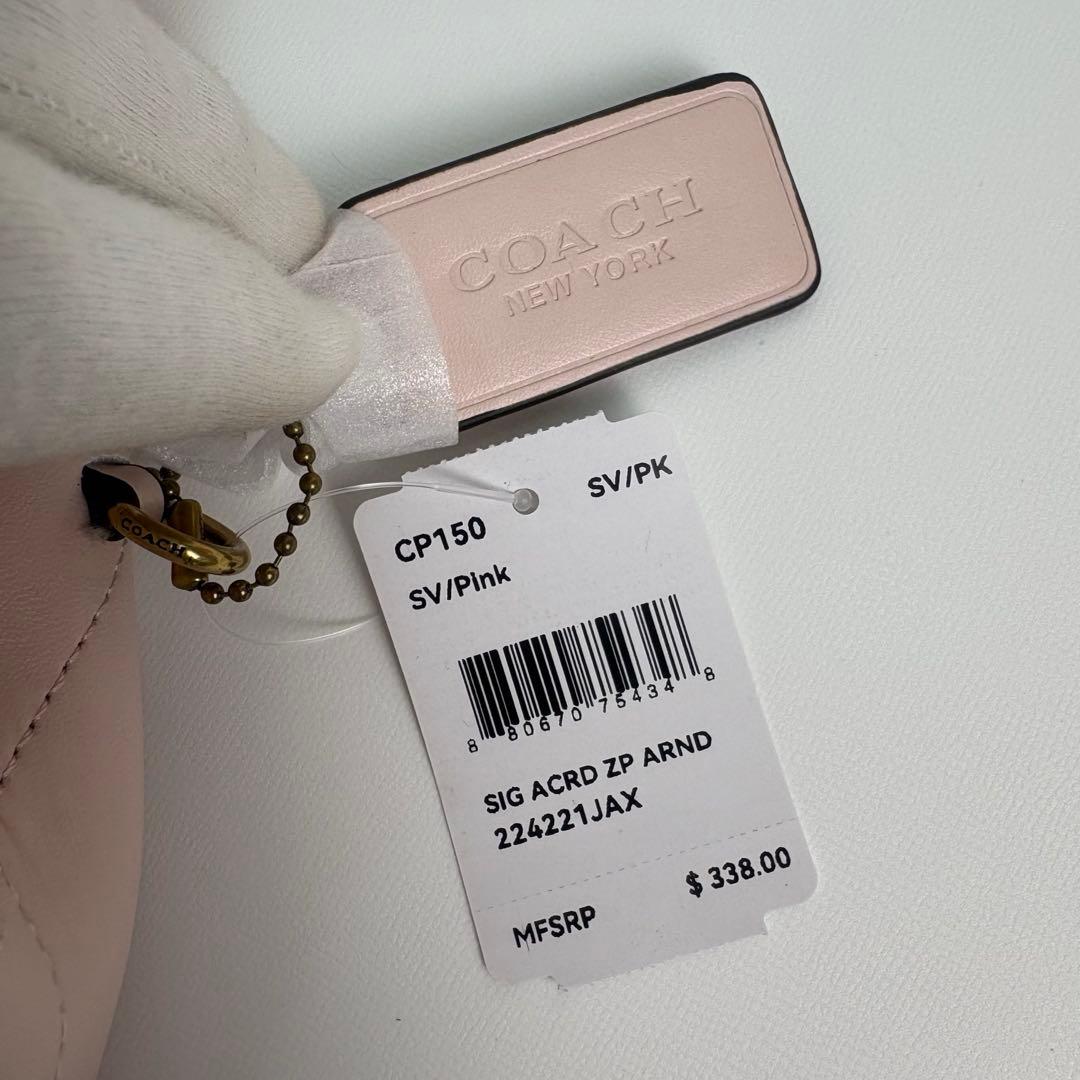 COACH
NEW YORK
COACH
SV/PK
CP150
SV/Pink
8 80670 75434 8
SIG ACRD ZP ARND
224221JAX
$ 338.00
MFSRP